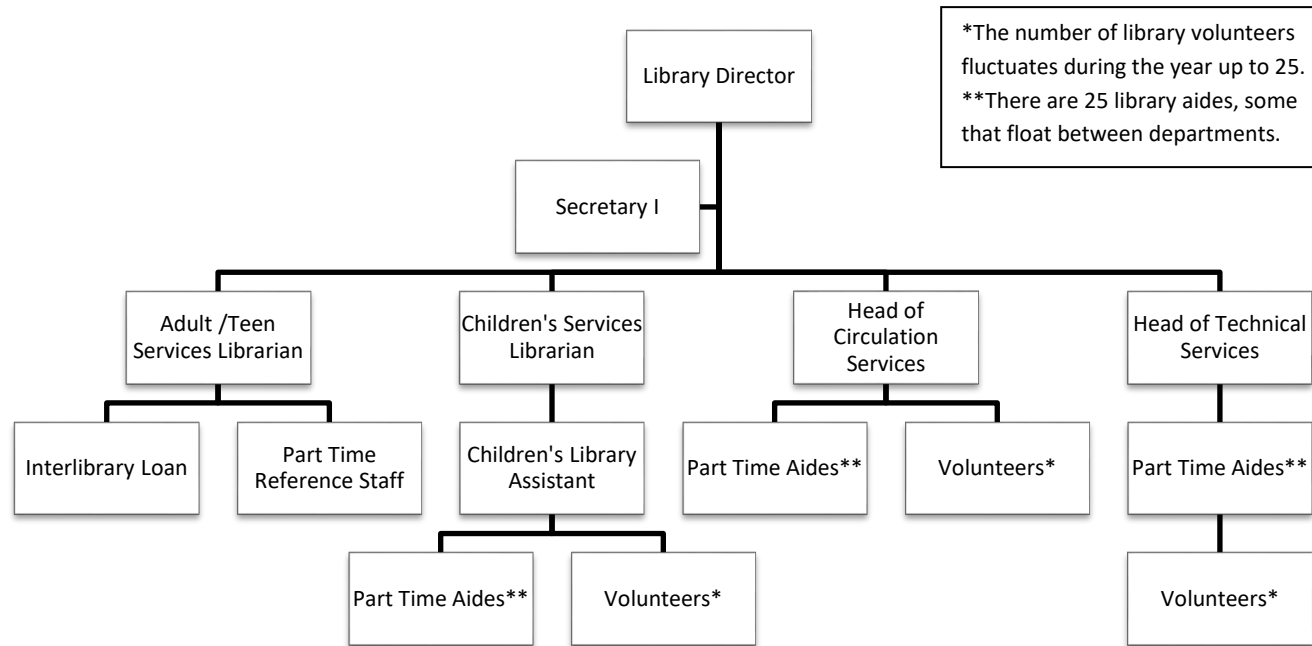 Library Director
*The number of library volunteers
fluctuates during the year up to 25.
**There are 25 library aides, some
that float between departments.
Secretary I
Adult /Teen
Services Librarian
Children's Services
Librarian
Head of
Circulation
Services
Head of Technical
Services
Interlibrary Loan
Part Time
Reference Staff
Children's Library
Assistant
Part Time Aides**
Volunteers*
Part Time Aides**
Part Time Aides**
Volunteers*
Volunteers*